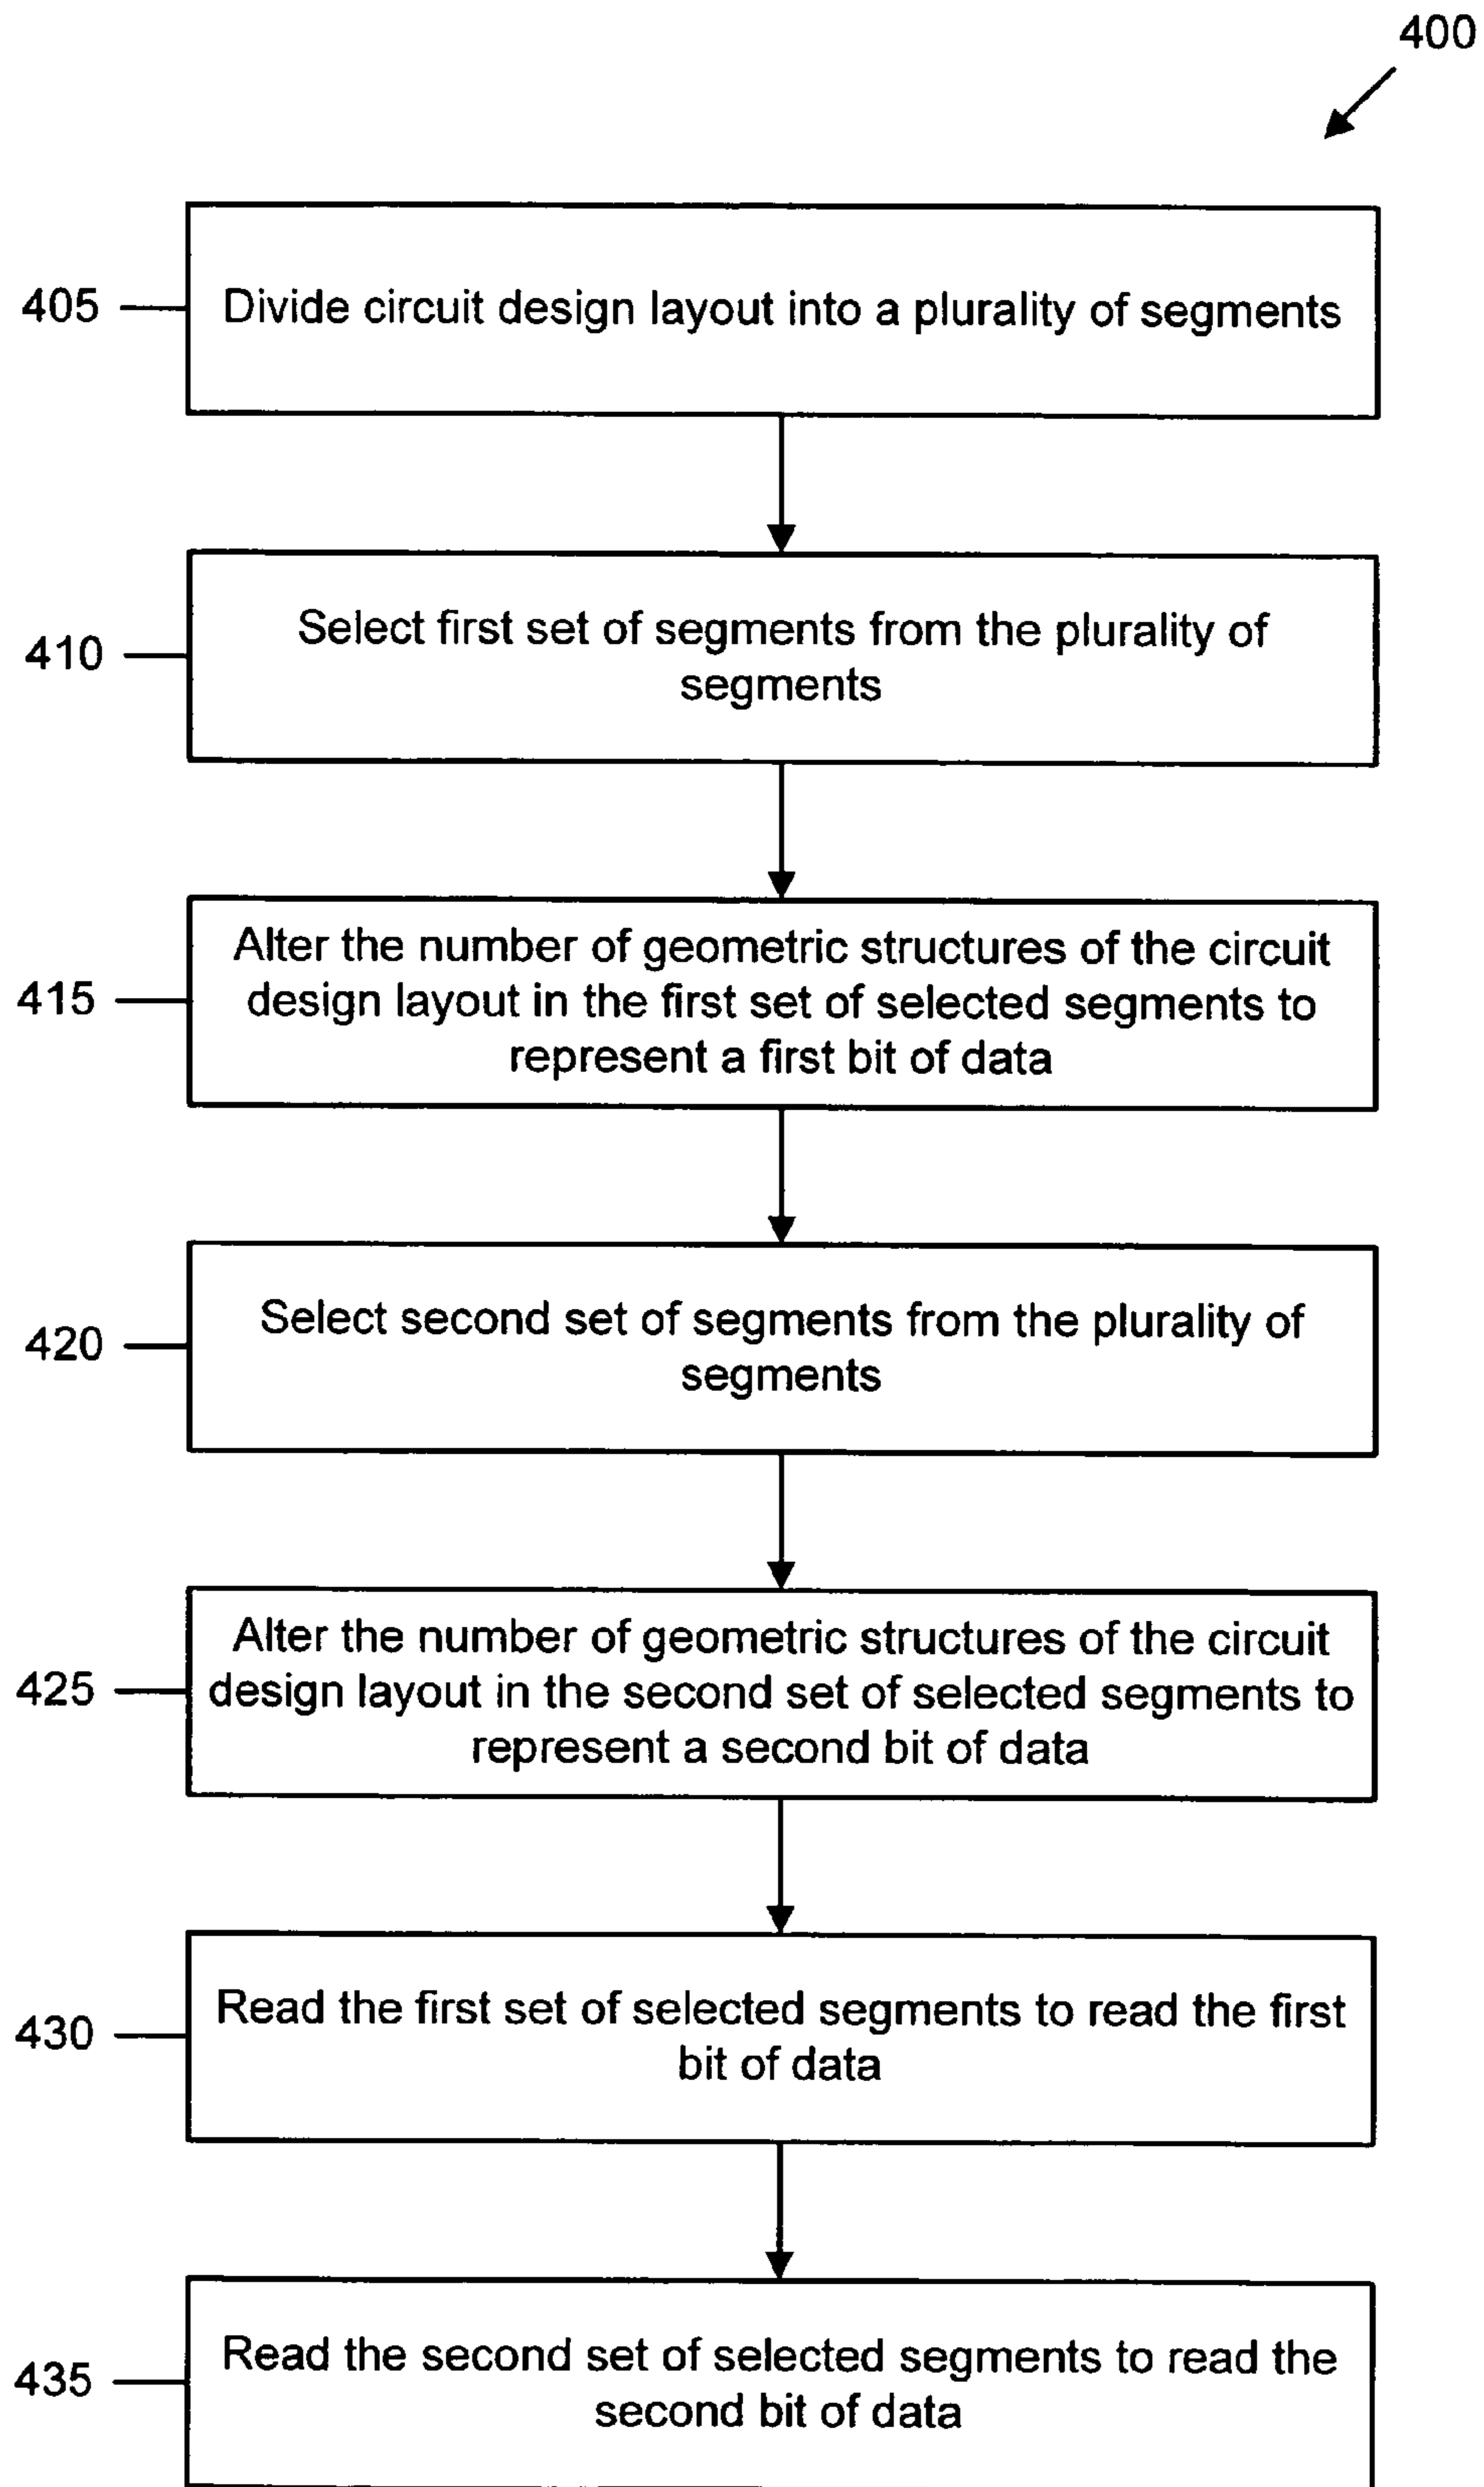 400
405
Divide circuit design layout into a plurality of segments
410
Select first set of segments from the plurality of
segments
415
Alter the number of geometric structures of the circuit
design layout in the first set of selected segments to
represent a first bit of data
420
Select second set of segments from the plurality of
segments
425
Alter the number of geometric structures of the circuit
design layout in the second set of selected segments to
represent a second bit of data
430
Read the first set of selected segments to read the first
bit of data
435
Read the second set of selected segments to read the
second bit of data